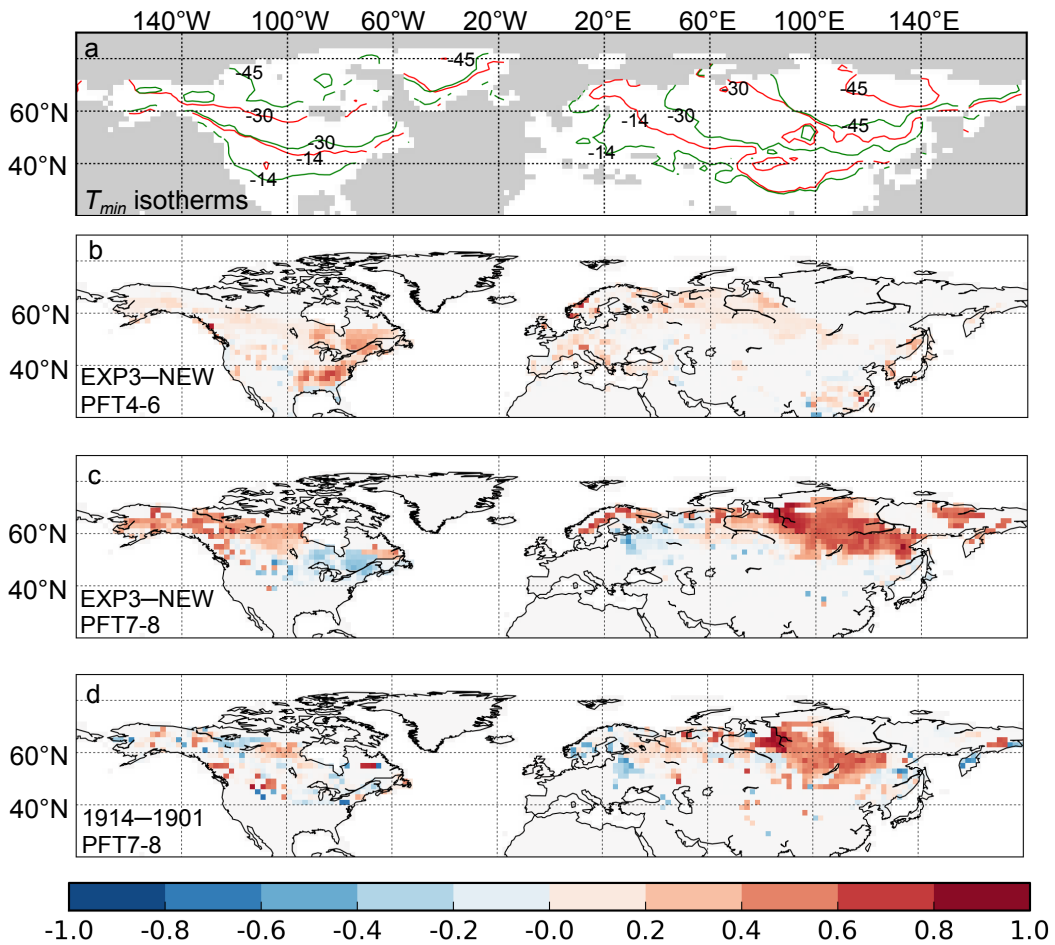 140°W 100°W 60°W 20°W 20°E 60°E 100°E 140°E
a
-45 -45
-30 -30 -45
60°N
-14 -30 -45
-30
-14 -14
40°N
-14
T_min isotherms
b
60°N
40°N
EXP3—NEW
PFT4-6
c
60°N
40°N
EXP3—NEW
PFT7-8
d
60°N
40°N
1914—1901
PFT7-8
-1.0 -0.8 -0.6 -0.4 -0.2 -0.0 0.2 0.4 0.6 0.8 1.0